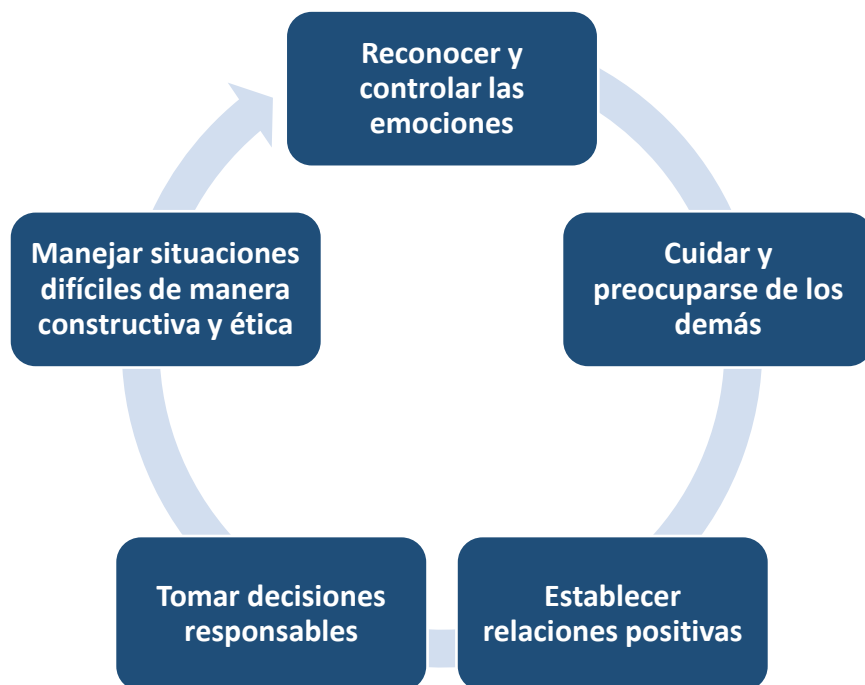 Reconocer y
controlar las
emociones
Cuidar y
preocuparse de los
demás
Establecer
relaciones positivas
Tomar decisiones
responsables
Manejar situaciones
difíciles de manera
constructiva y ética